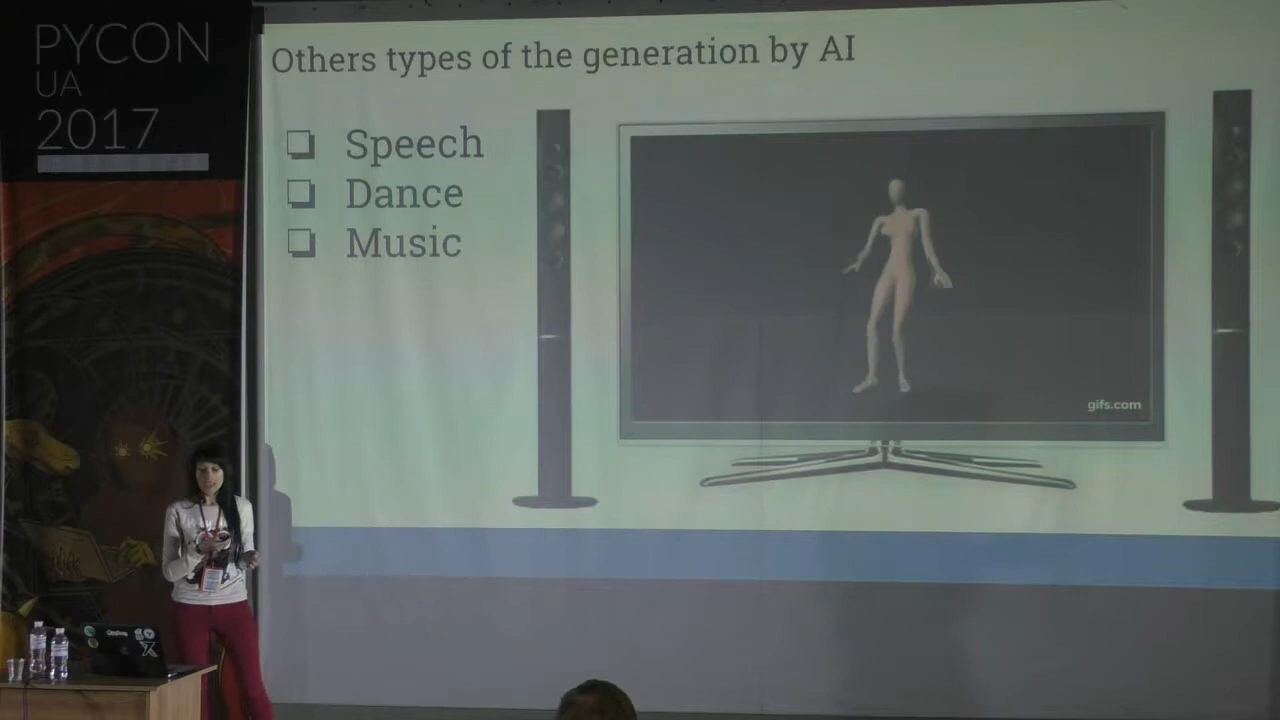 PYCON
UA
2017
Others types of the generation by AI
Speech
Dance
Music
gifs.com